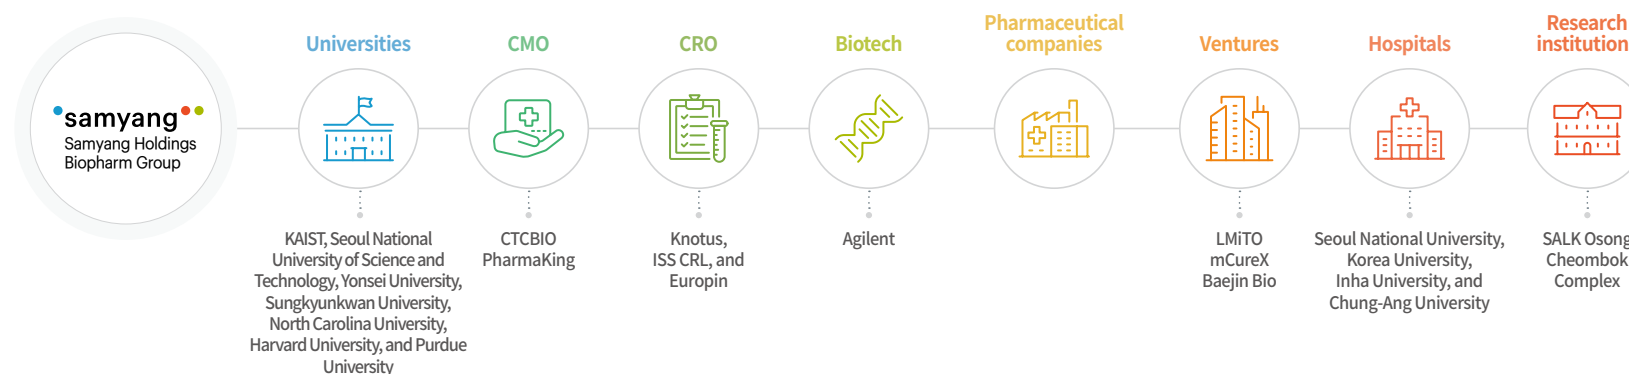 samyang
Samyang Holdings
Biopharm Group
Universities
KAIST, Seoul National
University of Science and
Technology, Yonsei University,
Sungkyunkwan University,
North Carolina University,
Harvard University, and Purdue
University
CMO
CTCBIO
PharmaKing
CRO
Knotus,
ISS CRL, and
Europin
Biotech
Agilent
Pharmaceutical
companies
Ventures
LMiTO
mCureX
Baejin Bio
Hospitals
Seoul National University,
Korea University,
Inha University, and
Chung-Ang University
Research
institution
SALK Osong
Cheombok
Complex